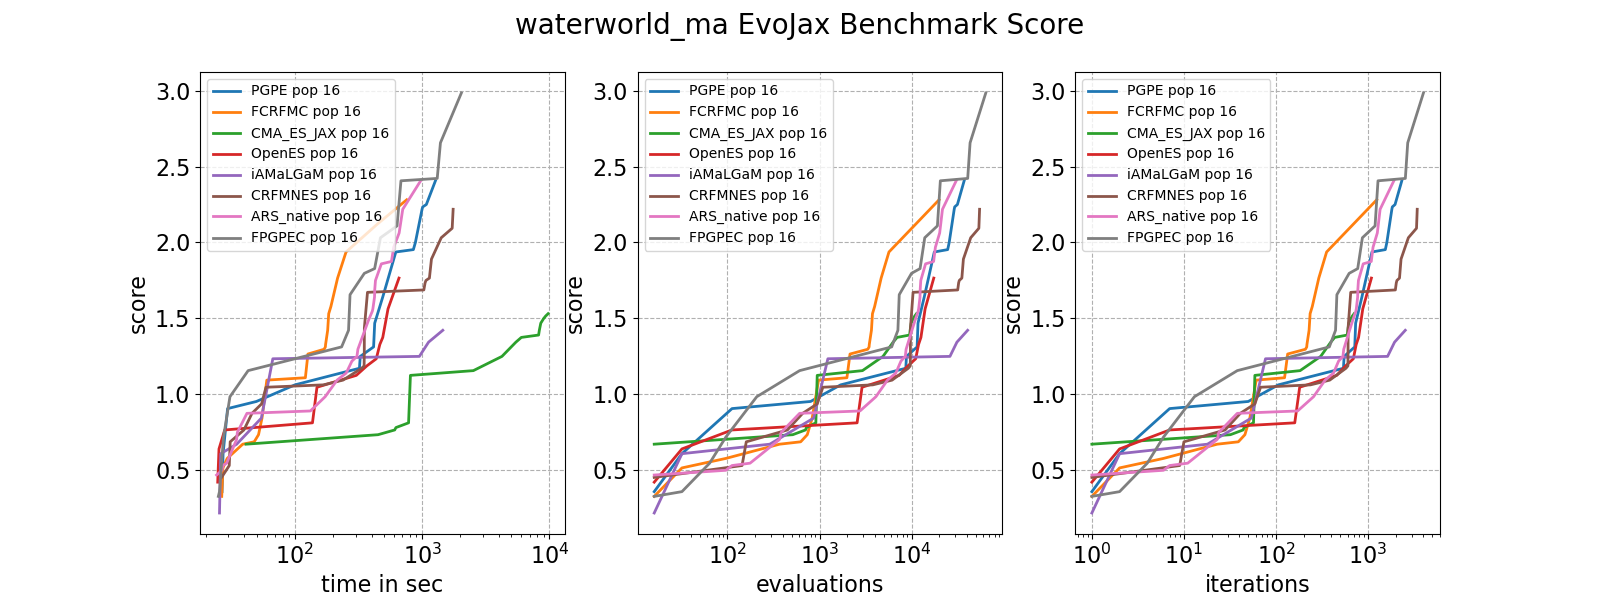 waterworld_ma EvoJax Benchmark Score
score
3.0
2.5
2.0
1.5
1.0
0.5
PGPE pop 16
FCRFMC pop 16
CMA_ES_JAX pop 16
OpenES pop 16
iAMaLGaM pop 16
CRFMNES pop 16
ARS_native pop 16
FPGPEC pop 16
10² 10³ 10⁴
time in sec
score
3.0
2.5
2.0
1.5
1.0
0.5
PGPE pop 16
FCRFMC pop 16
CMA_ES_JAX pop 16
OpenES pop 16
iAMaLGaM pop 16
CRFMNES pop 16
ARS_native pop 16
FPGPEC pop 16
10² 10³ 10⁴
evaluations
score
3.0
2.5
2.0
1.5
1.0
0.5
PGPE pop 16
FCRFMC pop 16
CMA_ES_JAX pop 16
OpenES pop 16
iAMaLGaM pop 16
CRFMNES pop 16
ARS_native pop 16
FPGPEC pop 16
10⁰ 10¹ 10² 10³
iterations